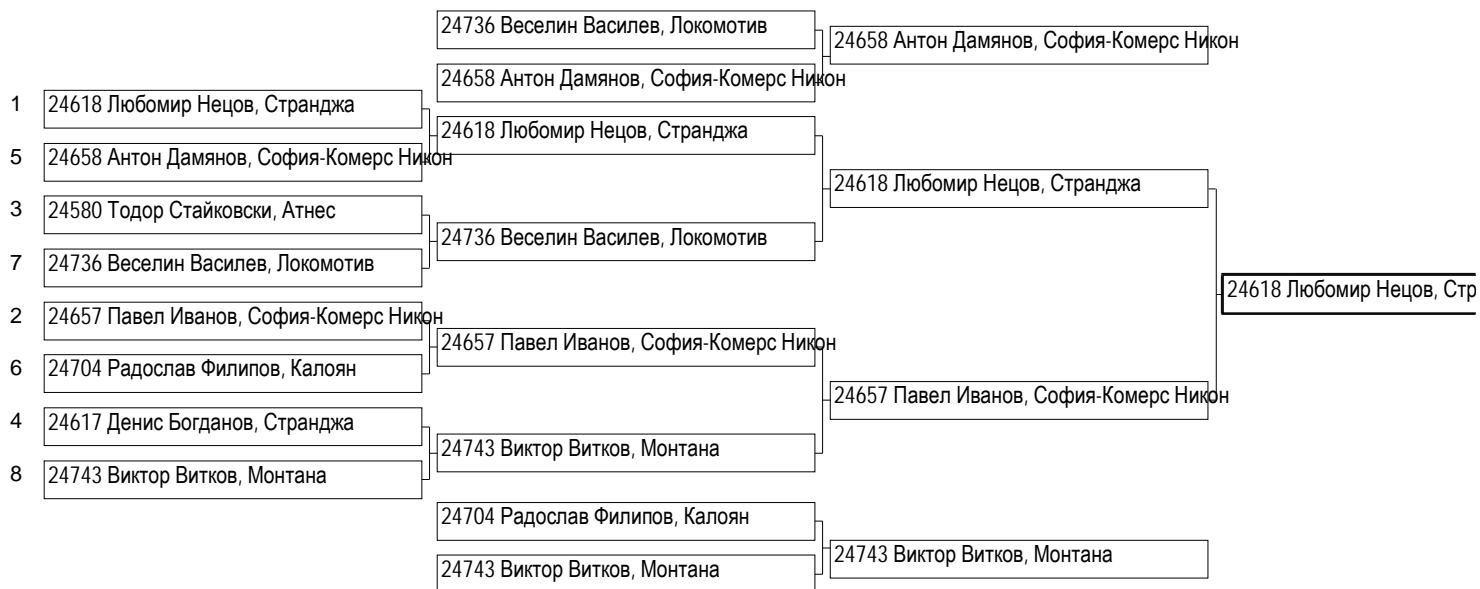 24736 Веселин Василев, Локомотив
24658 Антон Дамянов, София-Комерс Никон
24658 Антон Дамянов, София-Комерс Никон
1 24618 Любомир Нецов, Странджа
24618 Любомир Нецов, Странджа
5 24658 Антон Дамянов, София-Комерс Никон
24618 Любомир Нецов, Странджа
3 24580 Тодор Стайковски, Атнес
24736 Веселин Василев, Локомотив
7 24736 Веселин Василев, Локомотив
24618 Любомир Нецов, Стр
2 24657 Павел Иванов, София-Комерс Никон
24657 Павел Иванов, София-Комерс Никон
6 24704 Радослав Филипов, Калоян
24657 Павел Иванов, София-Комерс Никон
4 24617 Денис Богданов, Странджа
24743 Виктор Витков, Монтана
8 24743 Виктор Витков, Монтана
24704 Радослав Филипов, Калоян
24743 Виктор Витков, Монтана
24743 Виктор Витков, Монтана